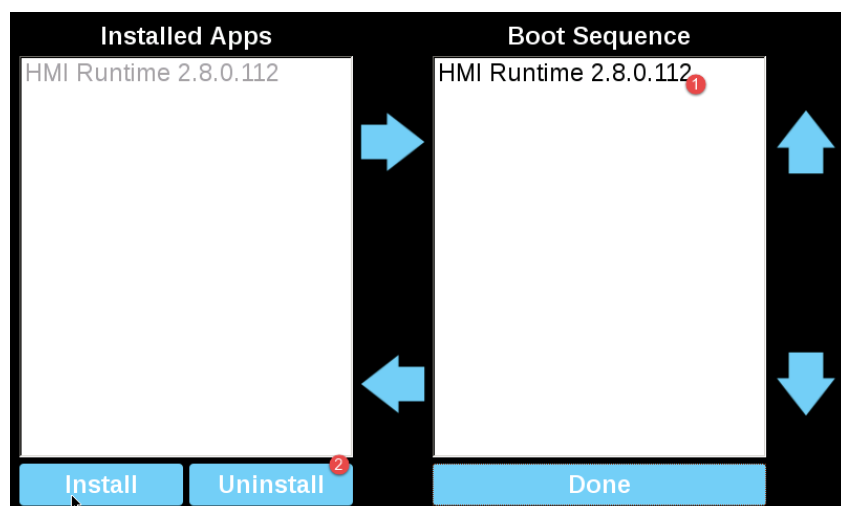 Installed Apps
Boot Sequence
HMI Runtime 2.8.0.112
HMI Runtime 2.8.0.112
1
2
Install
Uninstall
Done